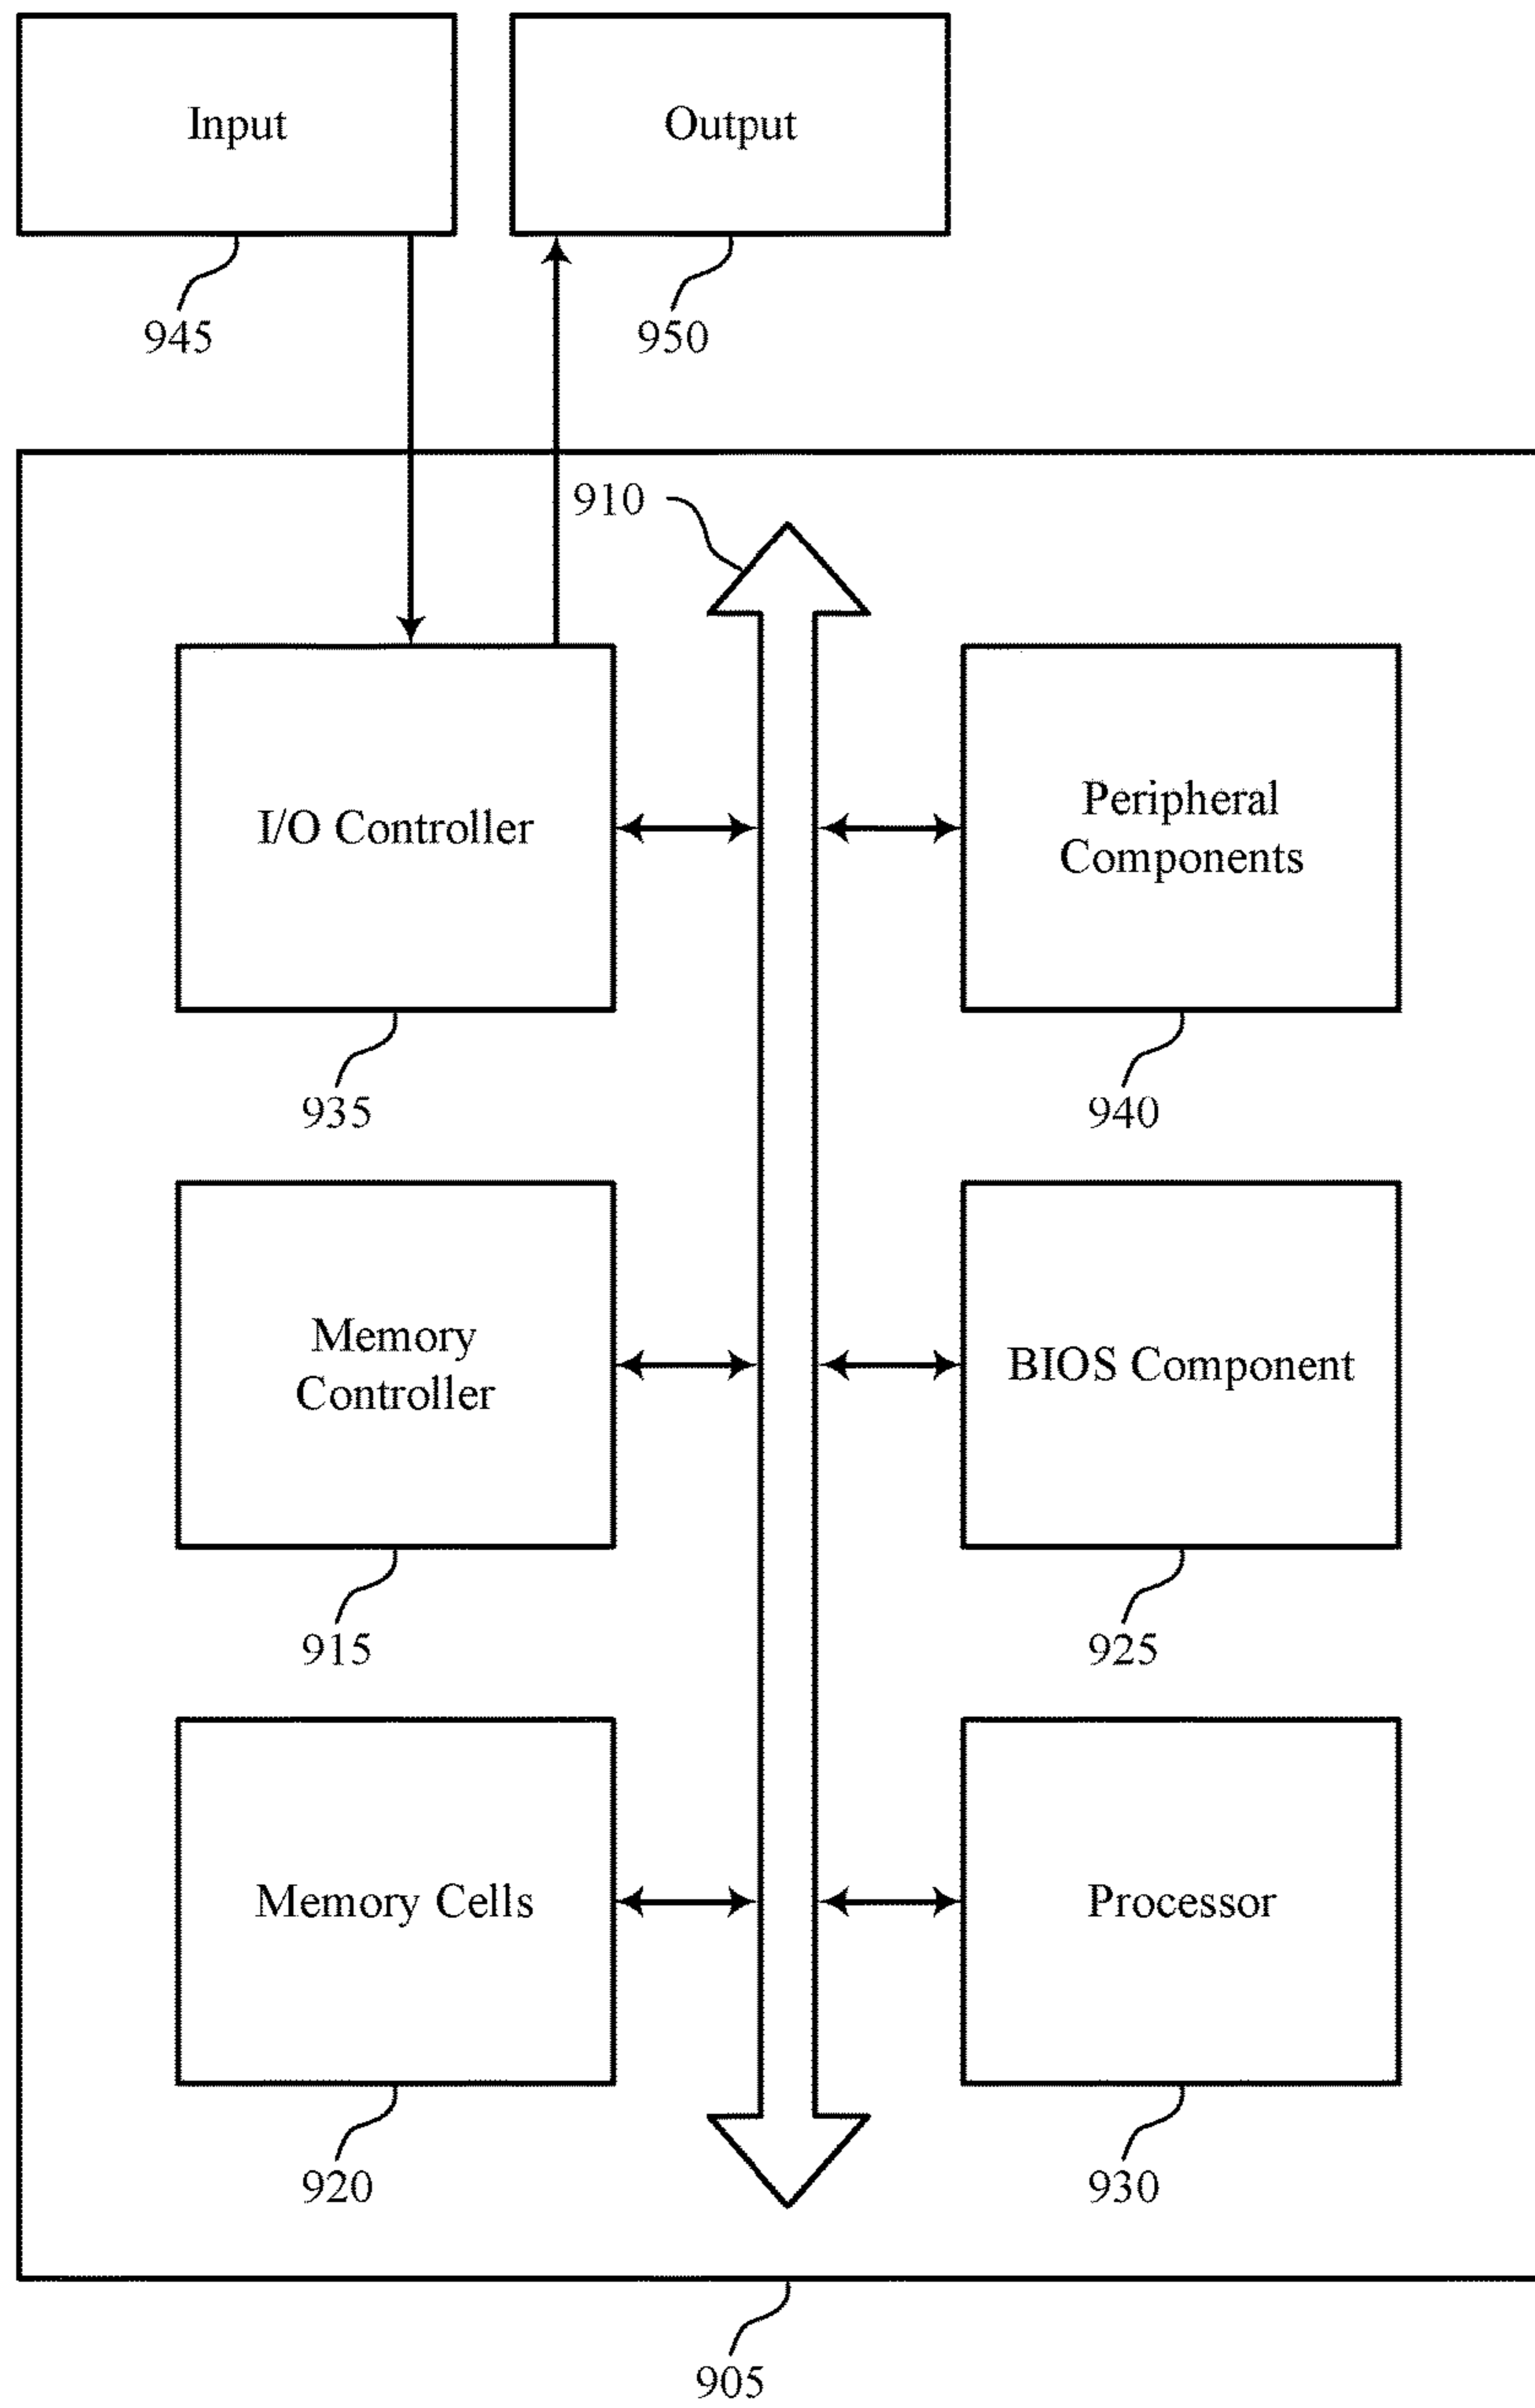 Input
Output
945
950
910
I/O Controller
Peripheral
Components
935
940
Memory
Controller
BIOS Component
915
925
Memory Cells
Processor
920
930
905